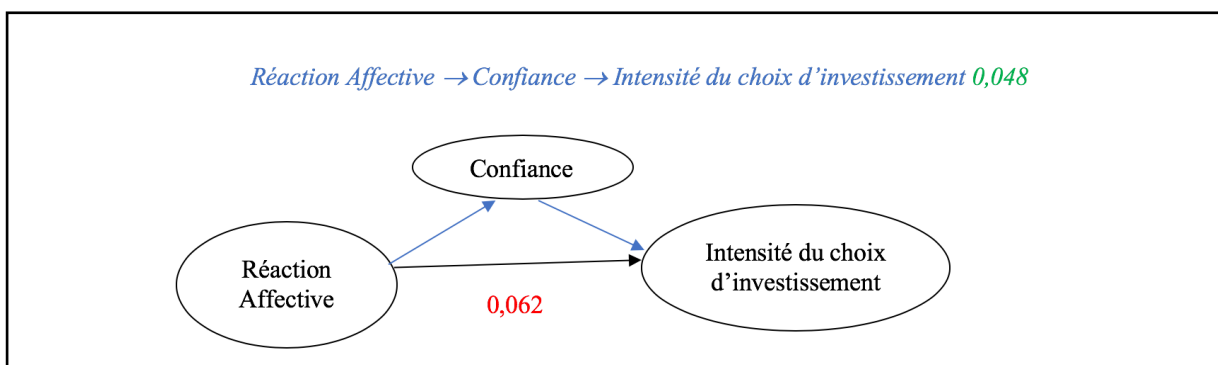 Réaction Affective → Confiance → Intensité du choix d’investissement 0,048
Confiance
Réaction
Affective
Intensité du choix
d’investissement
0,062